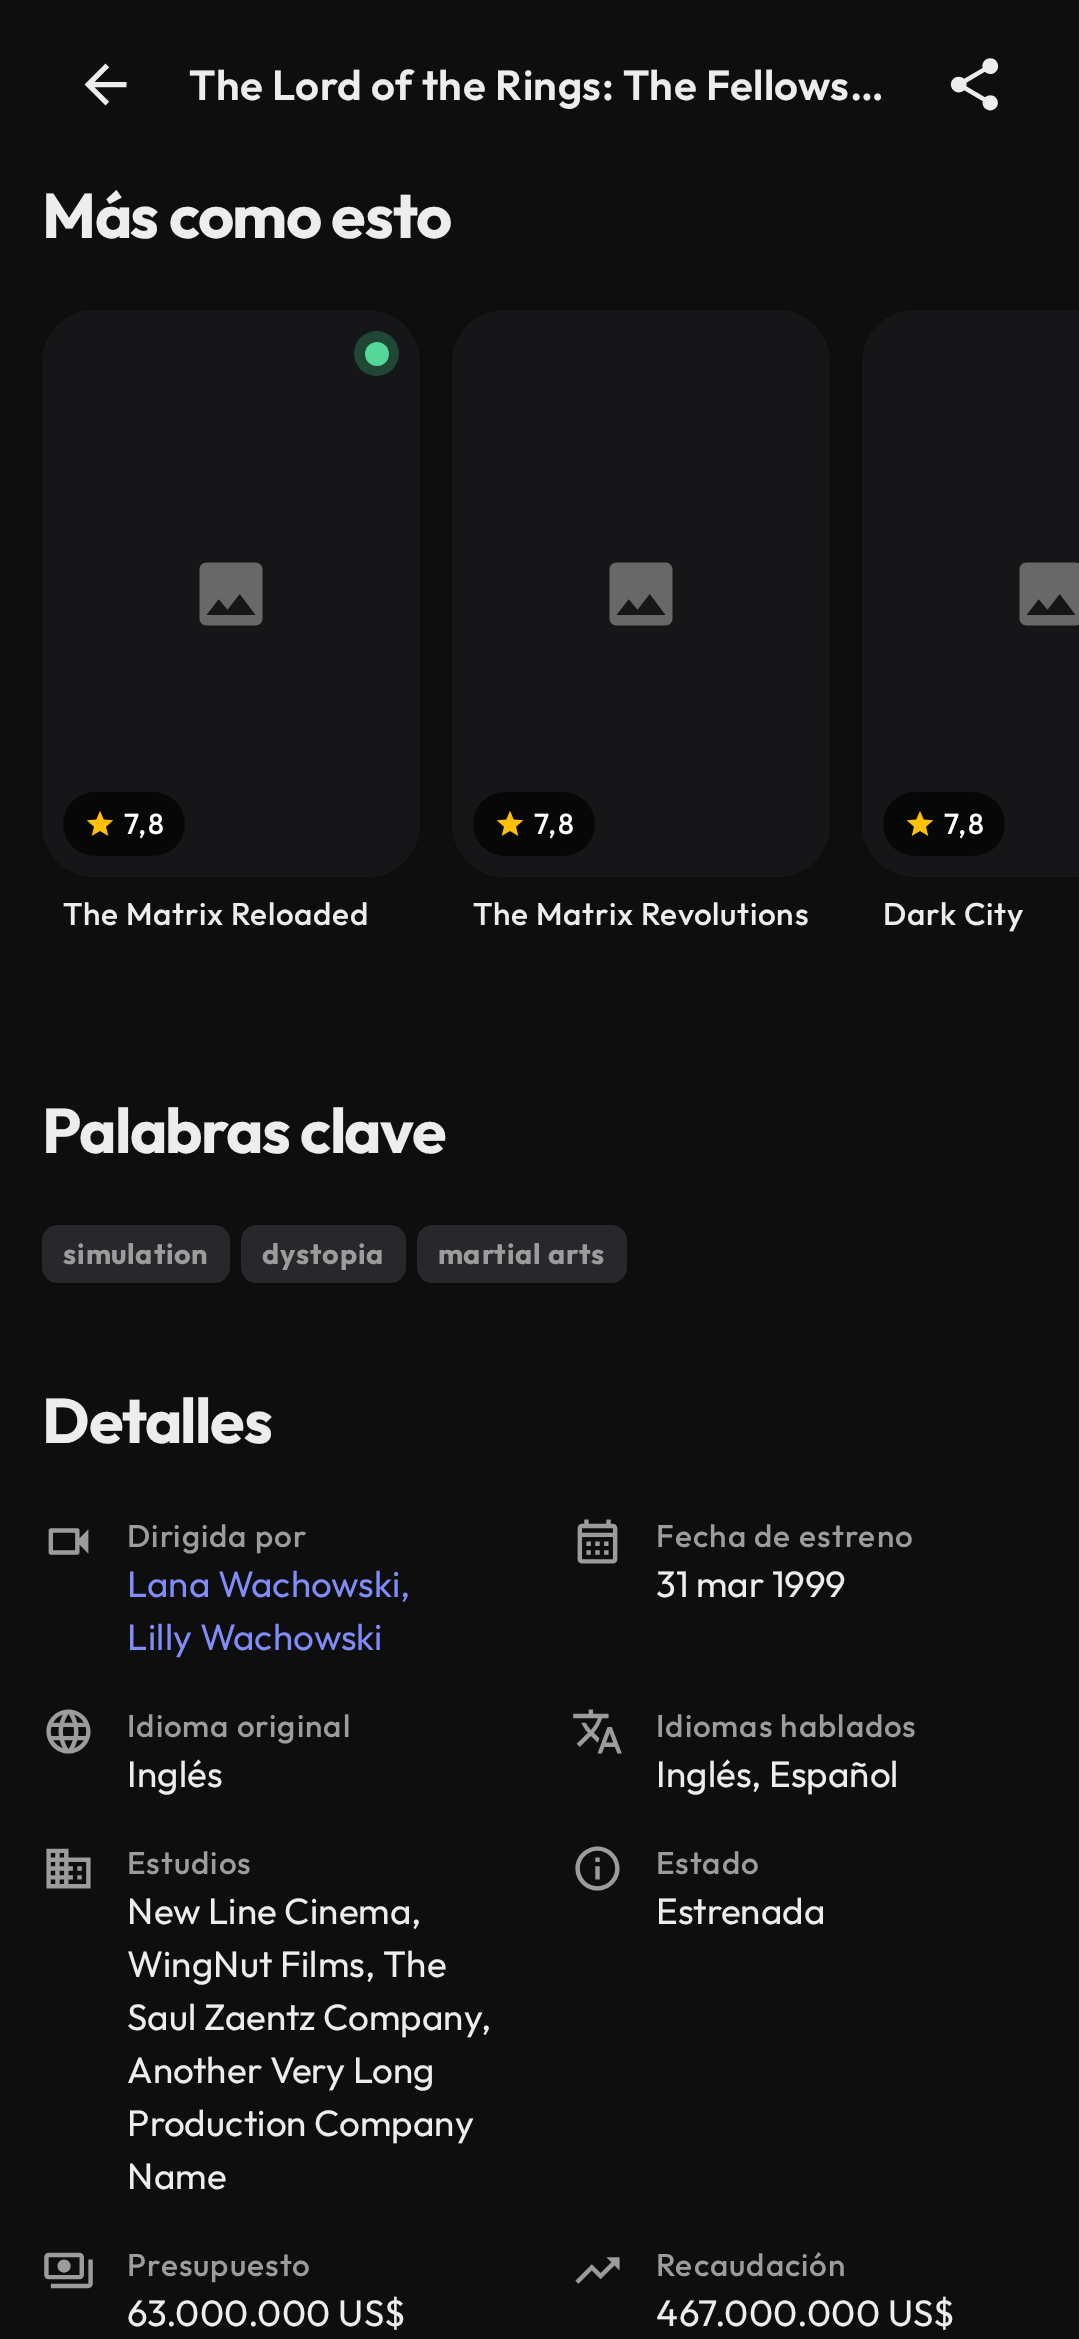 The Lord of the Rings: The Fellows...
Más como esto
7,8
7,8
7,8
The Matrix Reloaded
The Matrix Revolutions
Dark City
Palabras clave
simulation
dystopia
martial arts
Detalles
Dirigida por
Lana Wachowski,
Lilly Wachowski
Fecha de estreno
31 mar 1999
Idioma original
Inglés
Idiomas hablados
Inglés, Español
Estudios
New Line Cinema,
WingNut Films, The
Saul Zaentz Company,
Another Very Long
Production Company
Name
Estado
Estrenada
Presupuesto
63.000.000 US$
Recaudación
467.000.000 US$